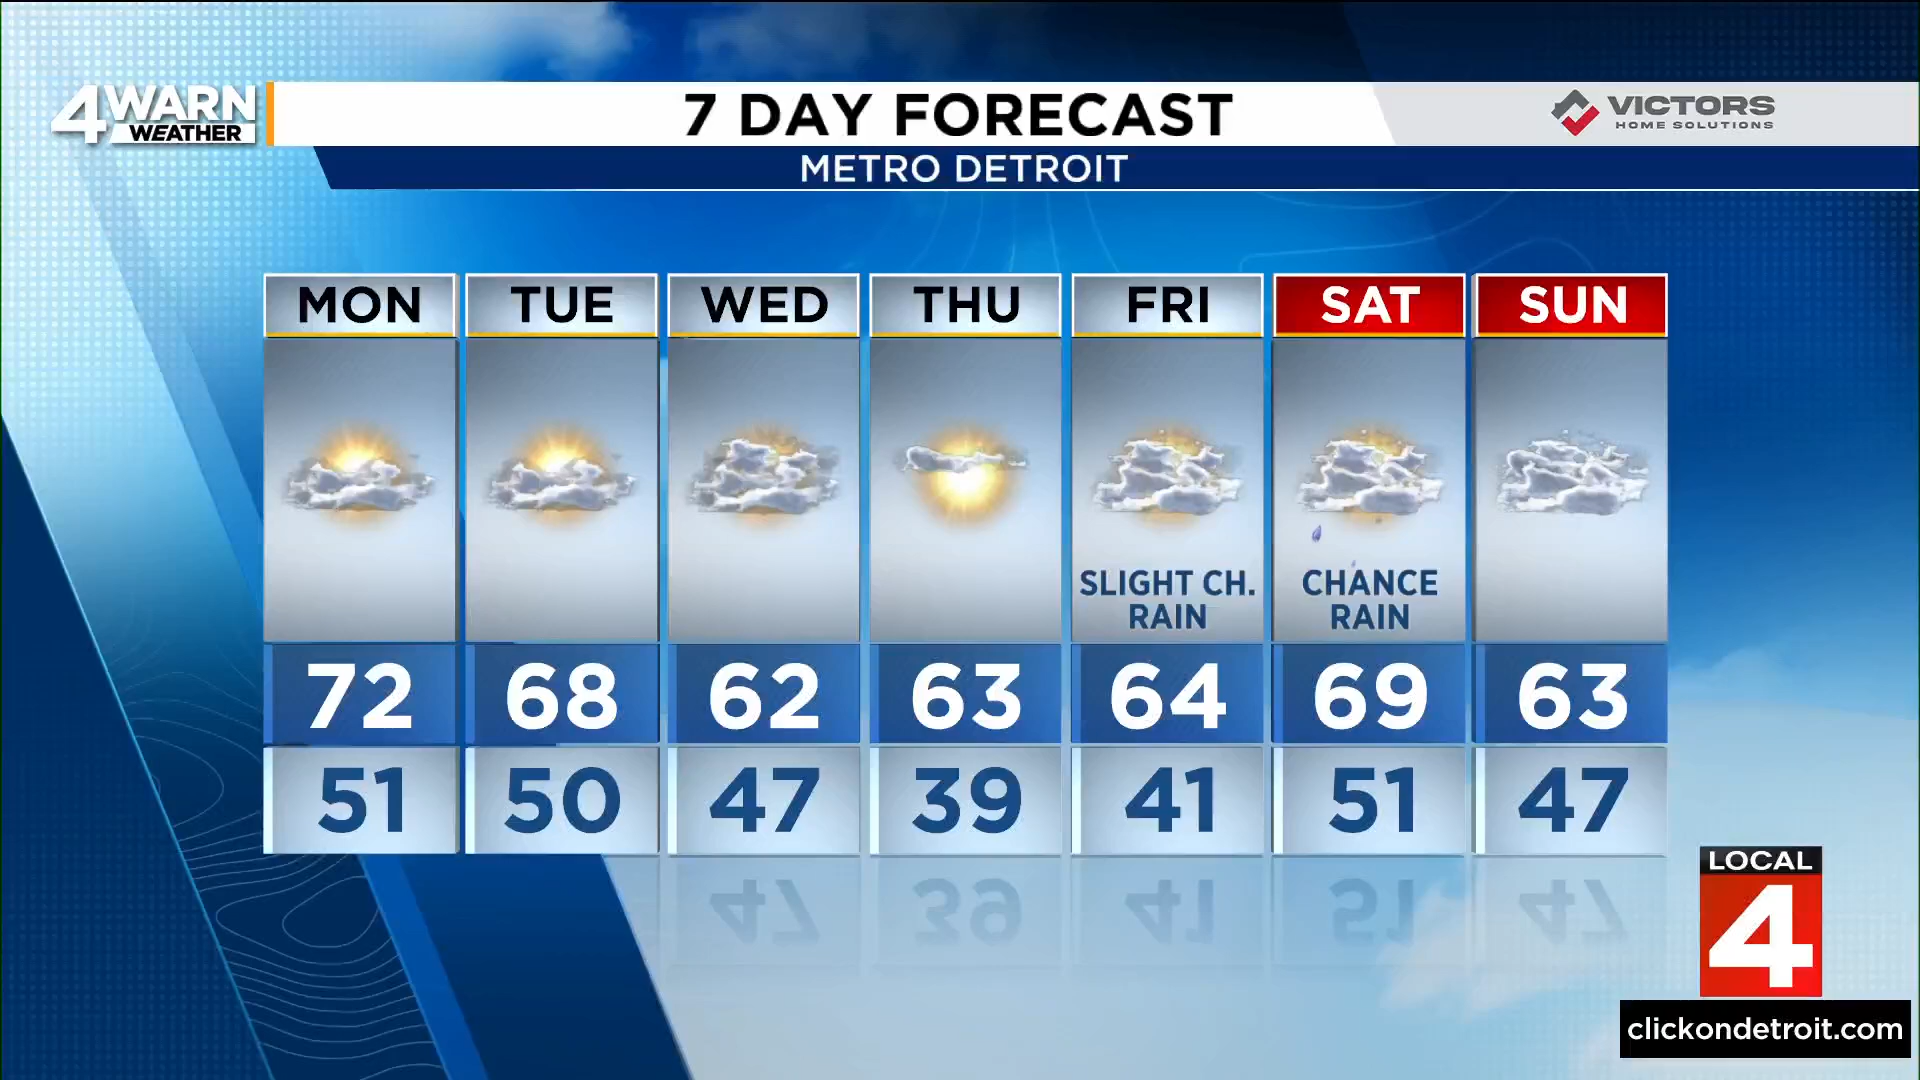 4WARN
WEATHER
7 DAY FORECAST
VICTORS
HOME SOLUTIONS
METRO DETROIT
MON TUE WED THU FRI SAT SUN
SLIGHT CH. RAIN
CHANCE RAIN
72 68 62 63 64 69 63
51 50 47 39 41 51 47
LOCAL
4
clickondetroit.com